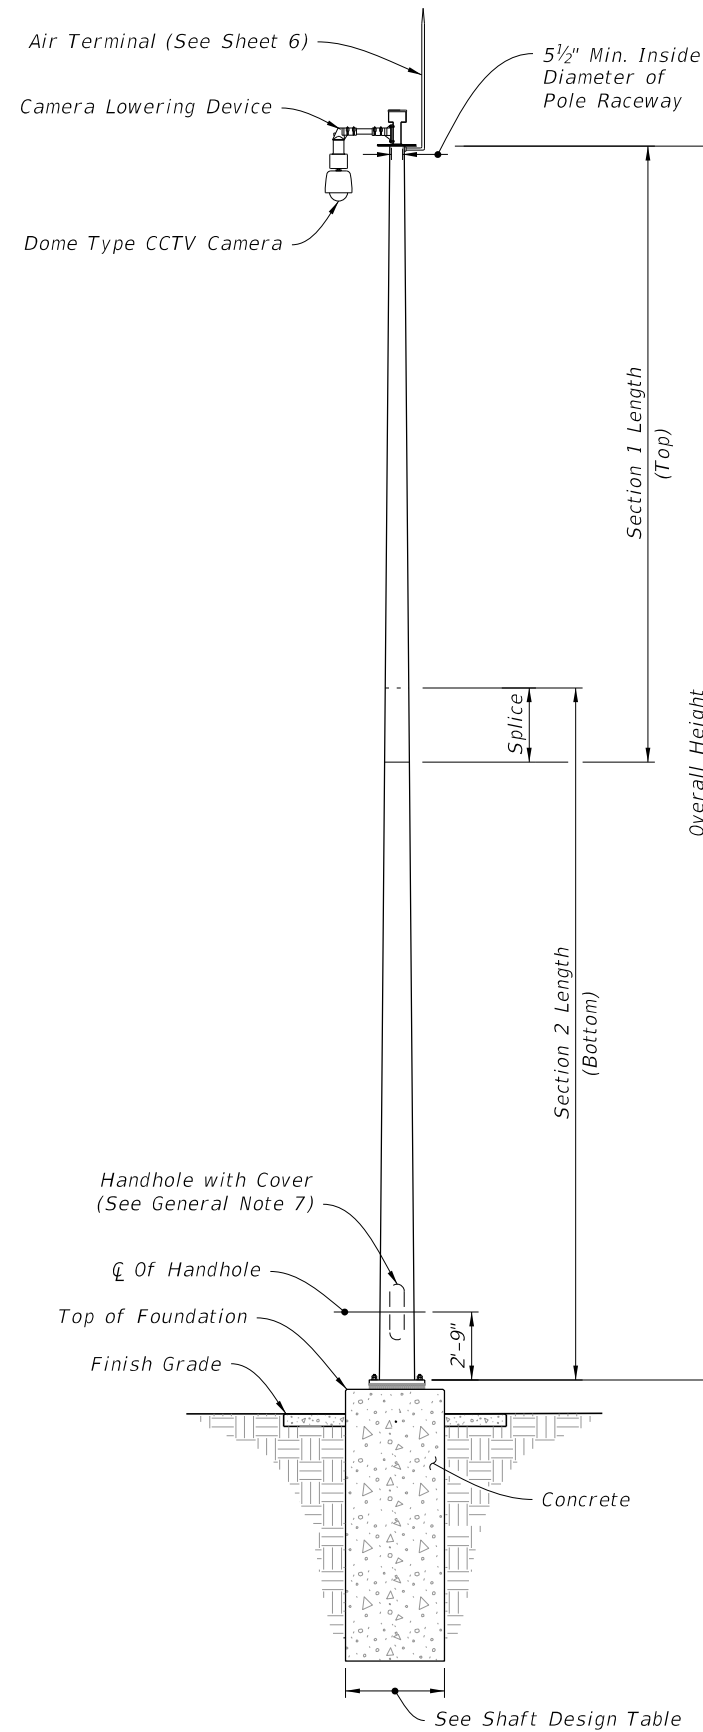 Air Terminal (See Sheet 6)
5½" Min. Inside
Diameter of
Pole Raceway
Camera Lowering Device
Dome Type CCTV Camera
Section 1 Length
(Top)
Splice
Overall Height
Section 2 Length
(Bottom)
Handhole with Cover
(See General Note 7)
℄ Of Handhole
Top of Foundation
2'-9"
Finish Grade
Concrete
See Shaft Design Table